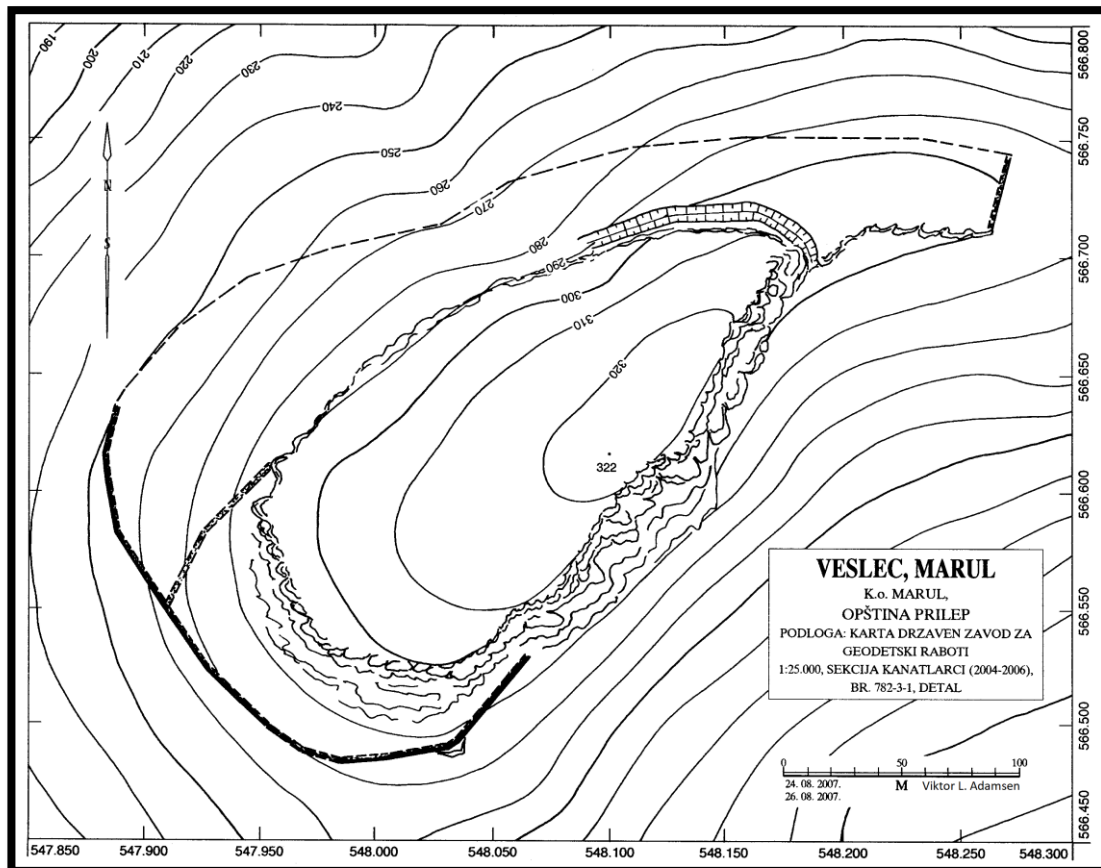 190
200
210
220
230
240
250
260
270
280
290
300
310
320
322
N
S
566.800
566.750
566.700
566.650
566.600
566.550
566.500
566.450
VESLEC, MARUL
K.o. MARUL,
OPŠTINA PRILEP
PODLOGA: KARTA DRZAVEN ZAVOD ZA
GEODETSKI RABOTI
1:25.000, SEKCIJA KANATLARCI (2004-2006),
BR. 782-3-1, DETAL
0 50 100
24. 08. 2007.
26. 08. 2007.
M Viktor L. Adamsen
547.850 547.900 547.950 548.000 548.050 548.100 548.150 548.200 548.250 548.300